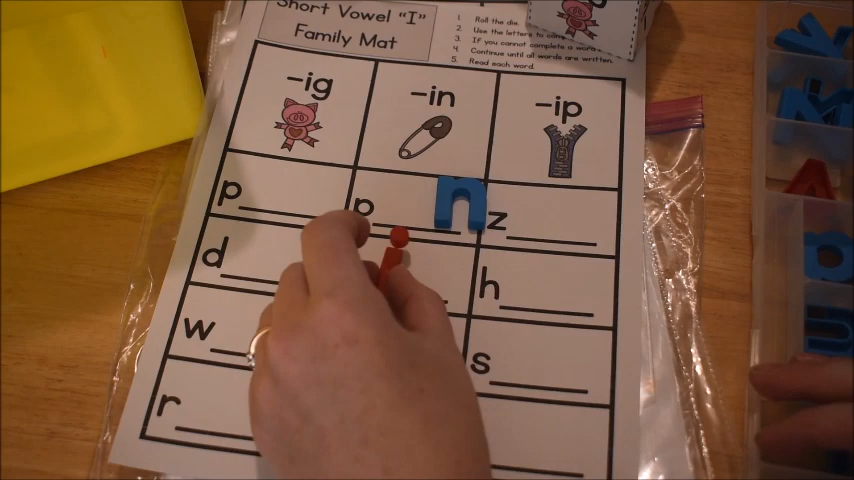 Short Vowel "I"
Family Mat
1. Roll the die.
2. Use the letters to
3. If you cannot complete a word
4. Continue until all words are written.
5. Read each word.
-ig -in -ip
p p n z
i
d h
w s
r